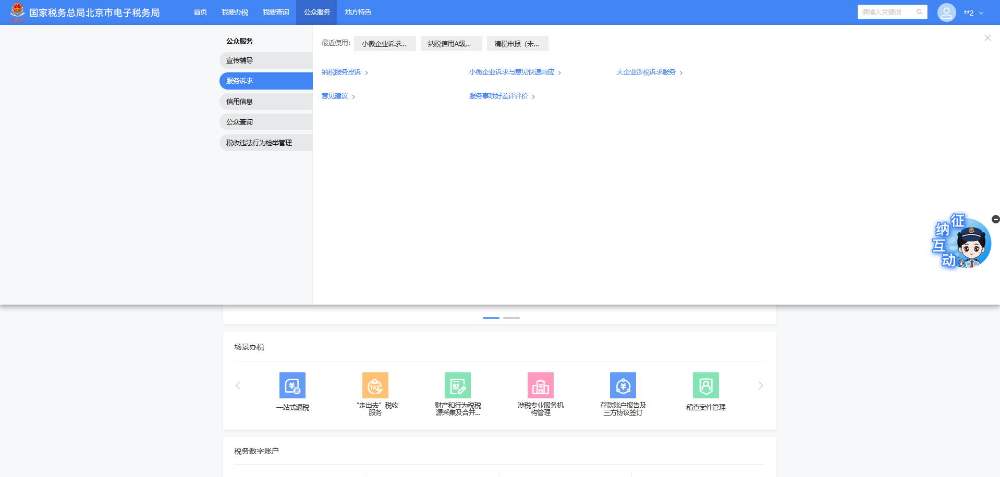 国家税务总局北京市电子税务局
首页 我要办税 我要查询 公众服务 地方特色
请输入关键词
**2
公众服务
宣传辅导
服务诉求
信用信息
公众查询
税收违法行为检举管理
最近使用: 小微企业诉求... 纳税信用A级... 清税申报（未...
纳税服务投诉 小微企业诉求与意见快速响应 大企业涉税诉求服务
意见建议 服务事项好差评评价
征
纳
互
动
场景办税
一站式退税
“走出去”税收
服务
财产和行为税税
源采集及合并...
涉税专业服务机
构管理
存款账户报告及
三方协议签订
稽查案件管理
税务数字账户